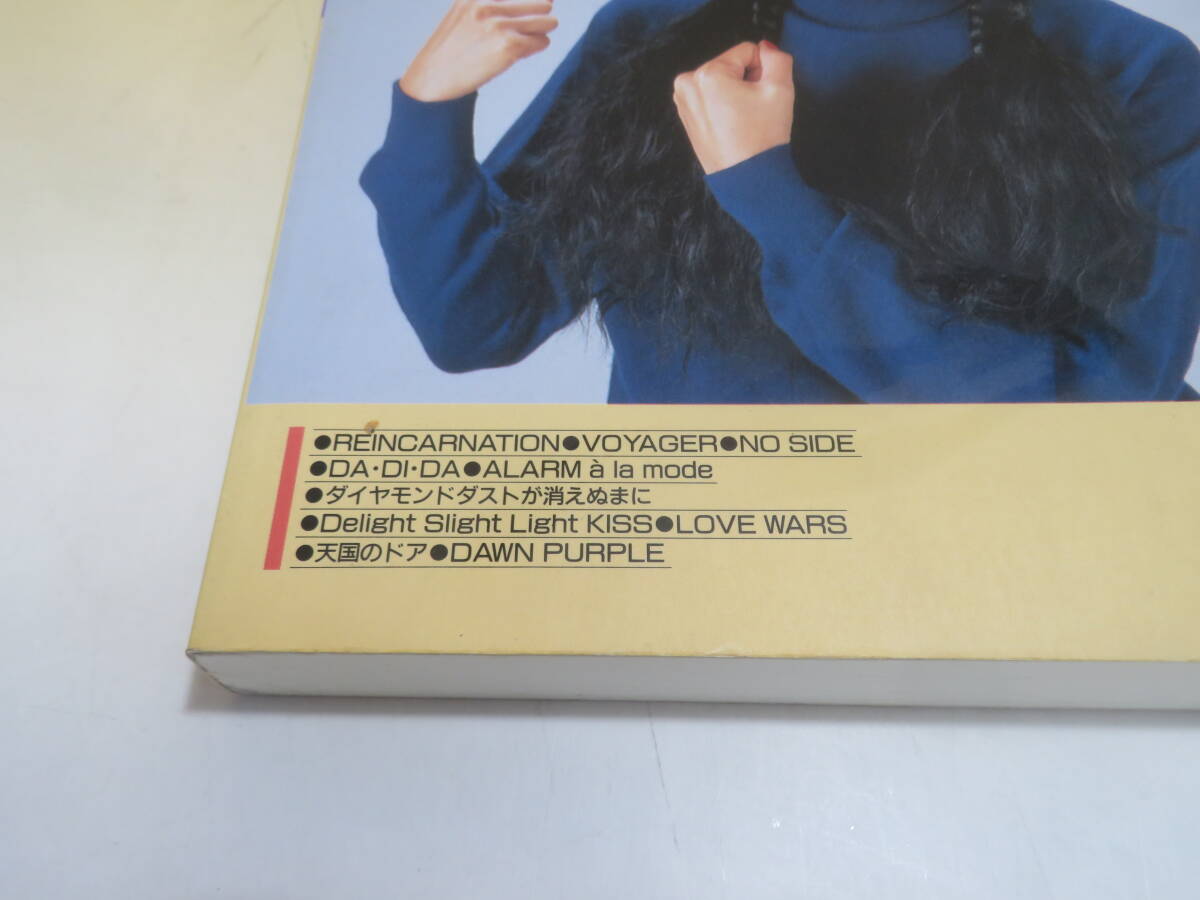 ●REINCARNATION●VOYAGER●NO SIDE
●DA・DI・DA●ALARM à la mode
●ダイヤモンドダストが消えぬまに
●Delight Slight Light KISS●LOVE WARS
●天国のドア●DAWN PURPLE